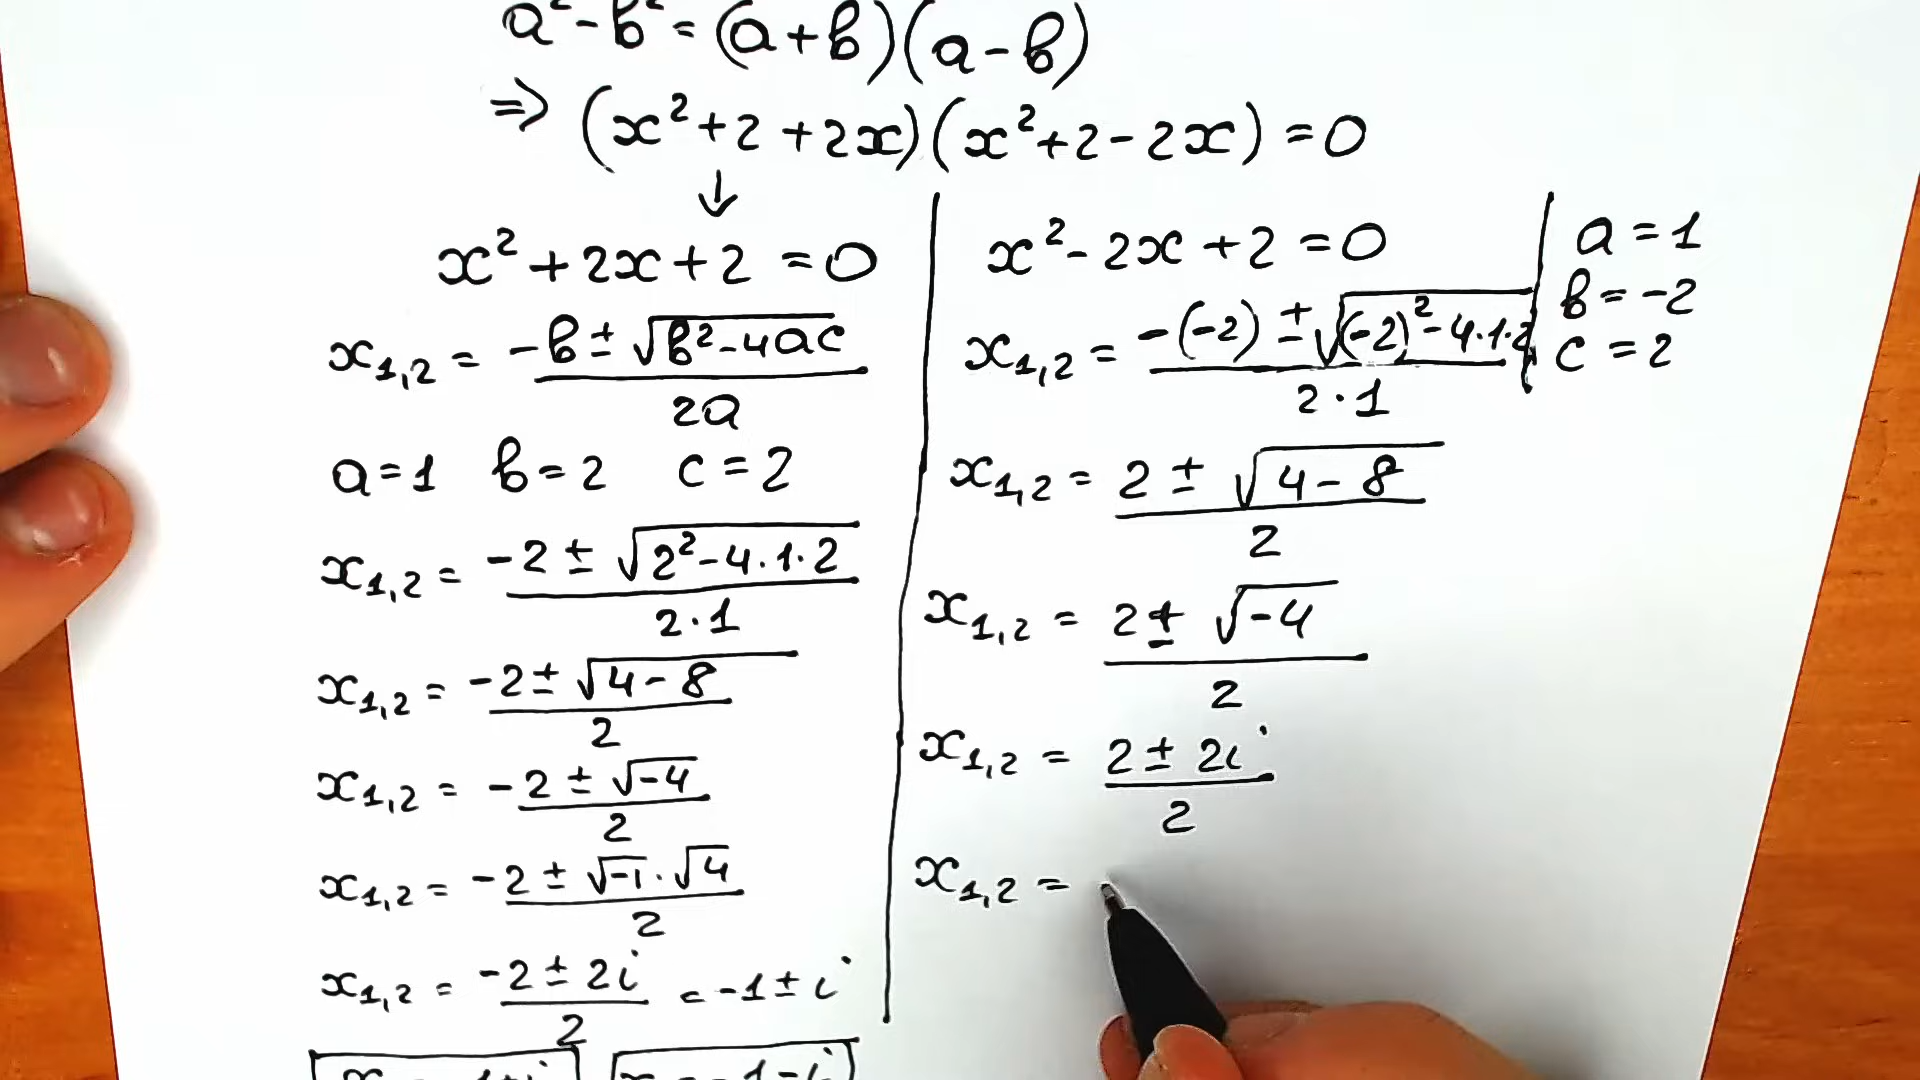 a² - в² = (a+в)(a-в)
=> (x²+2+2x)(x²+2-2x)=0
↓
x²+2x+2=0
x1,2 = (-в±√(в²-4ac))/(2a)
a=1 в=2 c=2
x1,2 = (-2±√(2²-4·1·2))/(2·1)
x1,2 = (-2±√(4-8))/2
x1,2 = (-2±√-4)/2
x1,2 = (-2±√-1·√4)/2
x1,2 = (-2±2i)/2 = -1±i
x²-2x+2=0
x1,2 = (-(-2)±√((-2)²-4·1·2))/(2·1)
x1,2 = (2±√(4-8))/2
x1,2 = (2±√-4)/2
x1,2 = (2±2i)/2
x1,2 =
a=1
в=-2
c=2